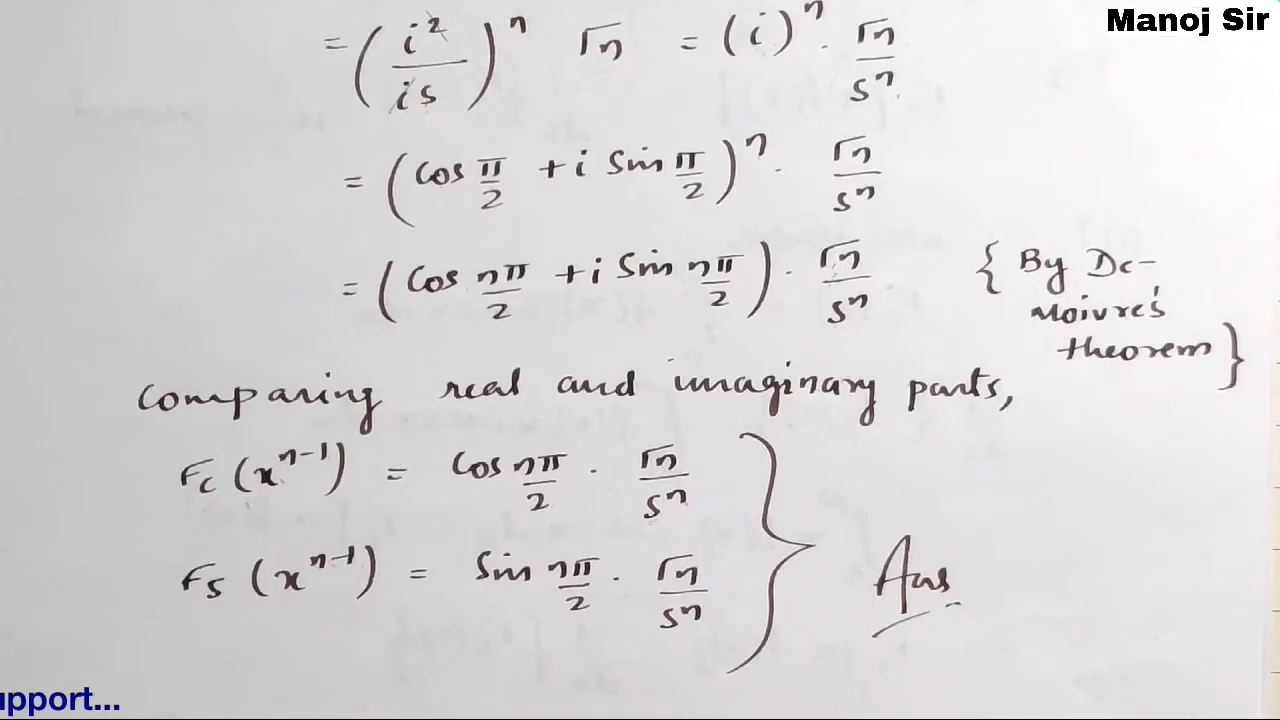 Manoj Sir
= (i²/is)ⁿ Γn = (i)ⁿ · Γn/sⁿ
= (cos π/2 + i sin π/2)ⁿ · Γn/sⁿ
= (cos nπ/2 + i sin nπ/2) · Γn/sⁿ { By De-
Moivre's
theorem }
Comparing real and imaginary parts,
Fc (xⁿ⁻¹) = Cos nπ/2 · Γn/sⁿ
Fs (xⁿ⁻¹) = Sin nπ/2 · Γn/sⁿ
} Ans
upport...